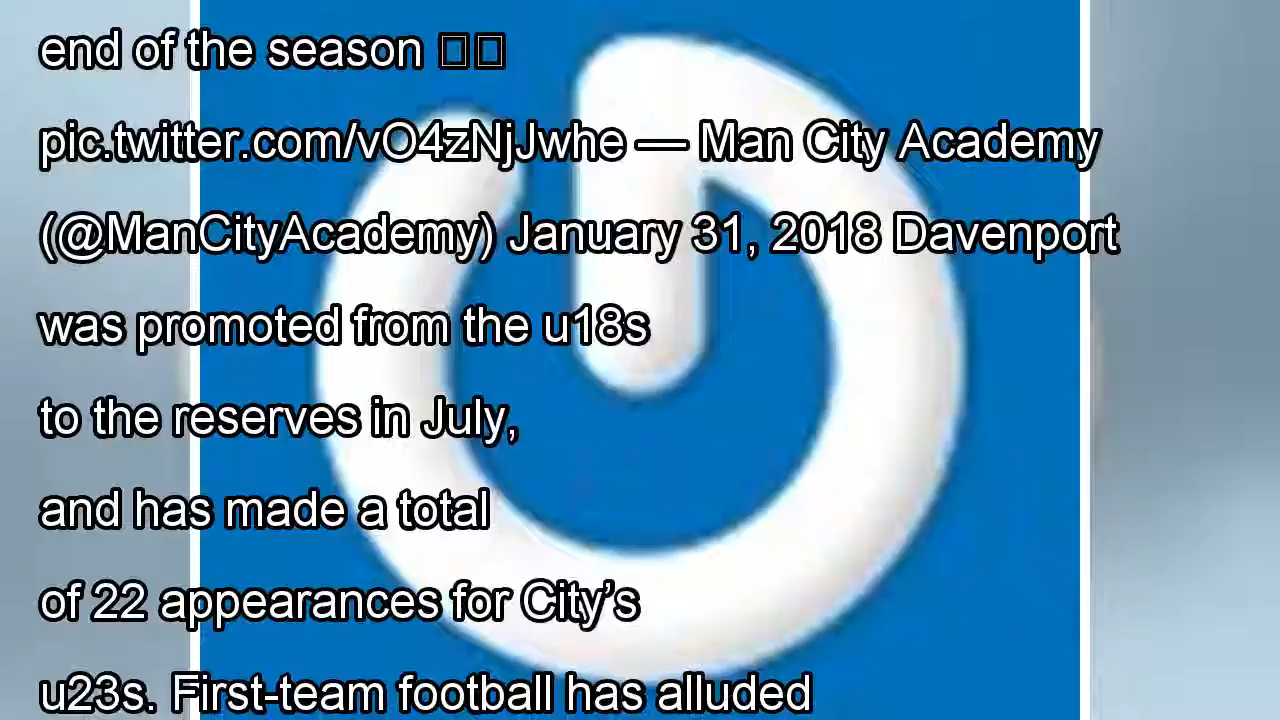 end of the season □□
pic.twitter.com/vO4zNjJwhe — Man City Academy
(@ManCityAcademy) January 31, 2018 Davenport
was promoted from the u18s
to the reserves in July,
and has made a total
of 22 appearances for City’s
u23s. First-team football has alluded